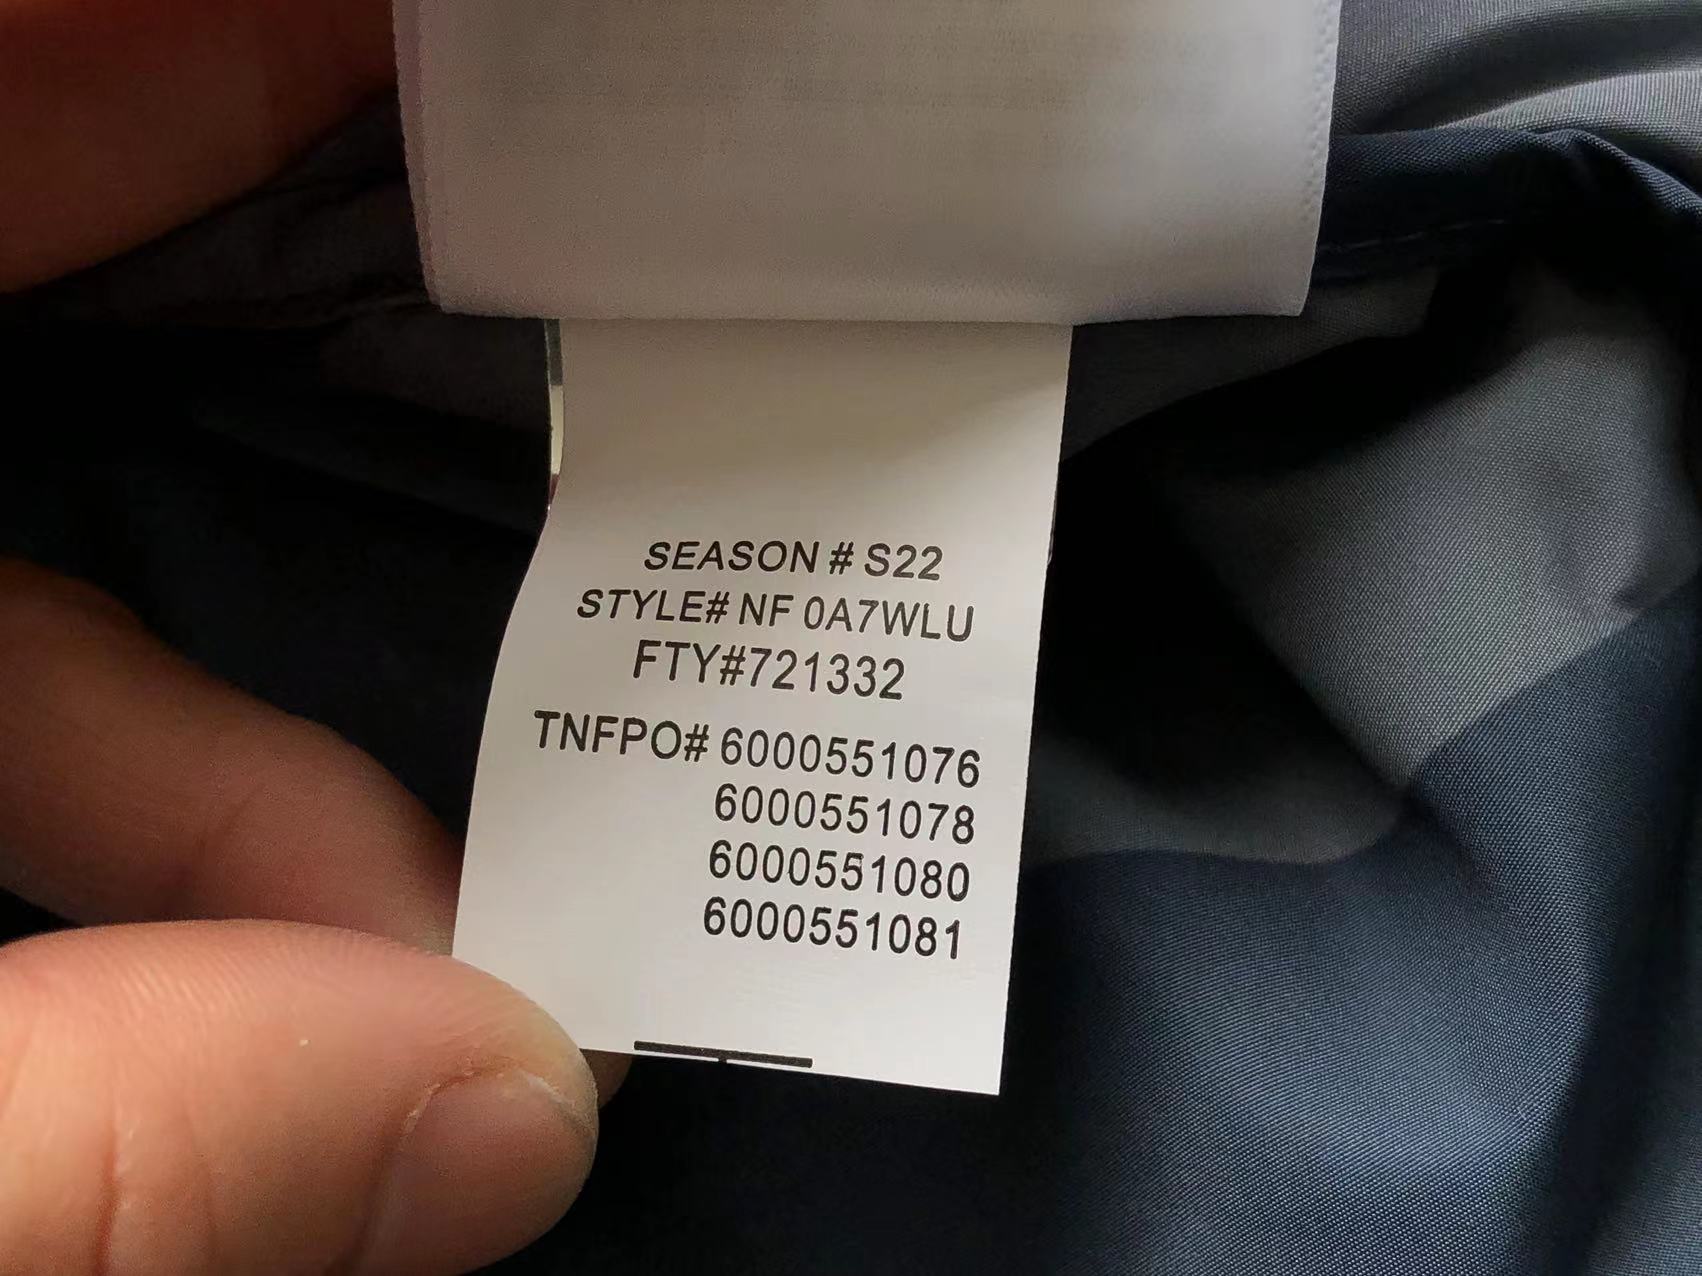 SEASON # S22
STYLE# NF 0A7WLU
FTY#721332
TNFPO# 6000551076
6000551078
6000551080
6000551081